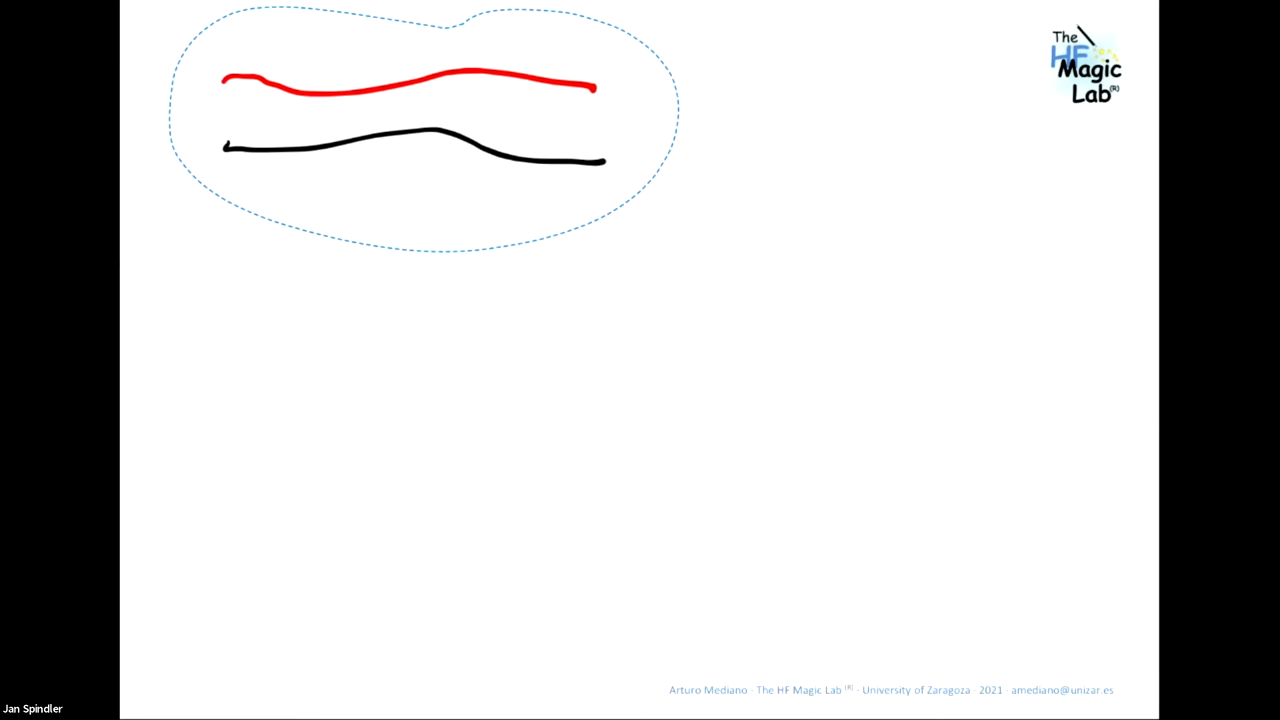 The
HF
Magic
Lab(R)
Arturo Mediano · The HF Magic Lab (R) · University of Zaragoza · 2021 · amediano@unizar.es
Jan Spindler